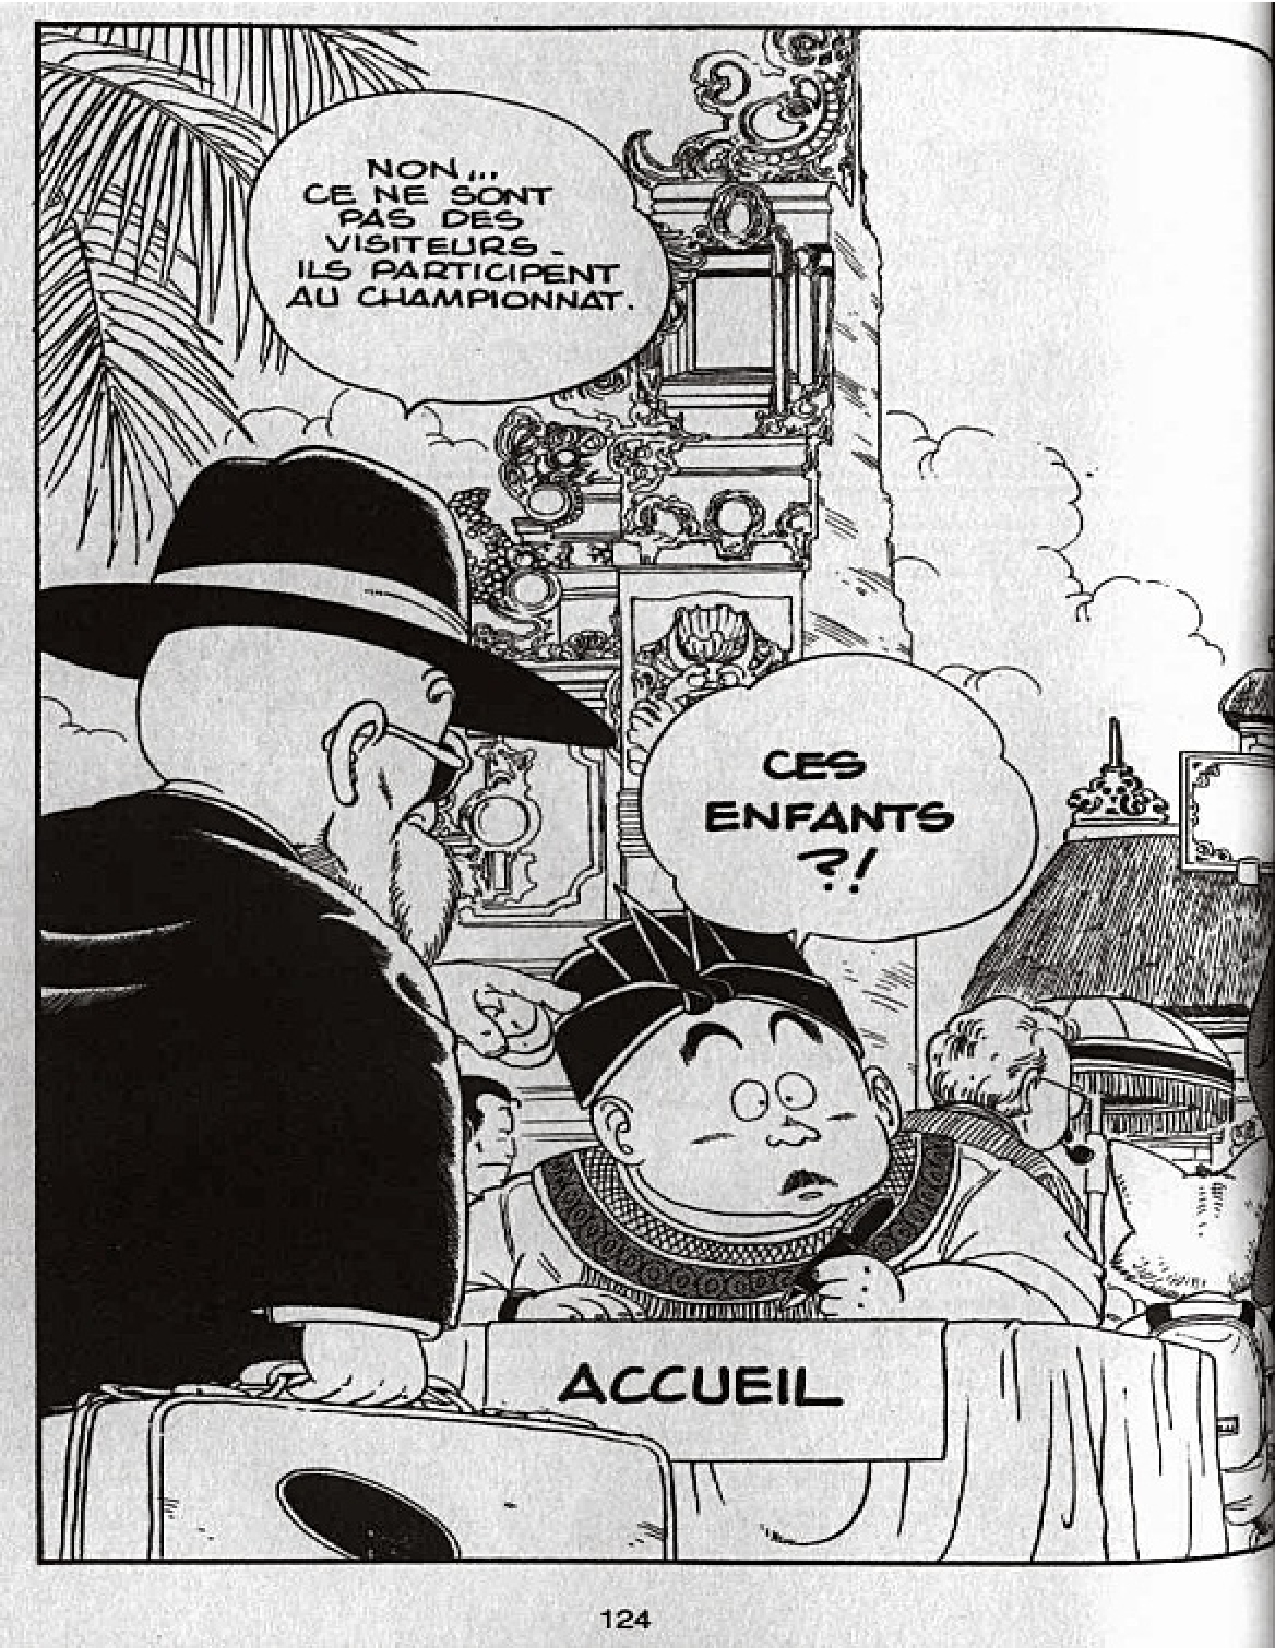 NON...
CE NE SONT
PAS DES
VISITEURS -
ILS PARTICIPENT
AU CHAMPIONNAT.
CES
ENFANTS
?!
ACCUEIL
124